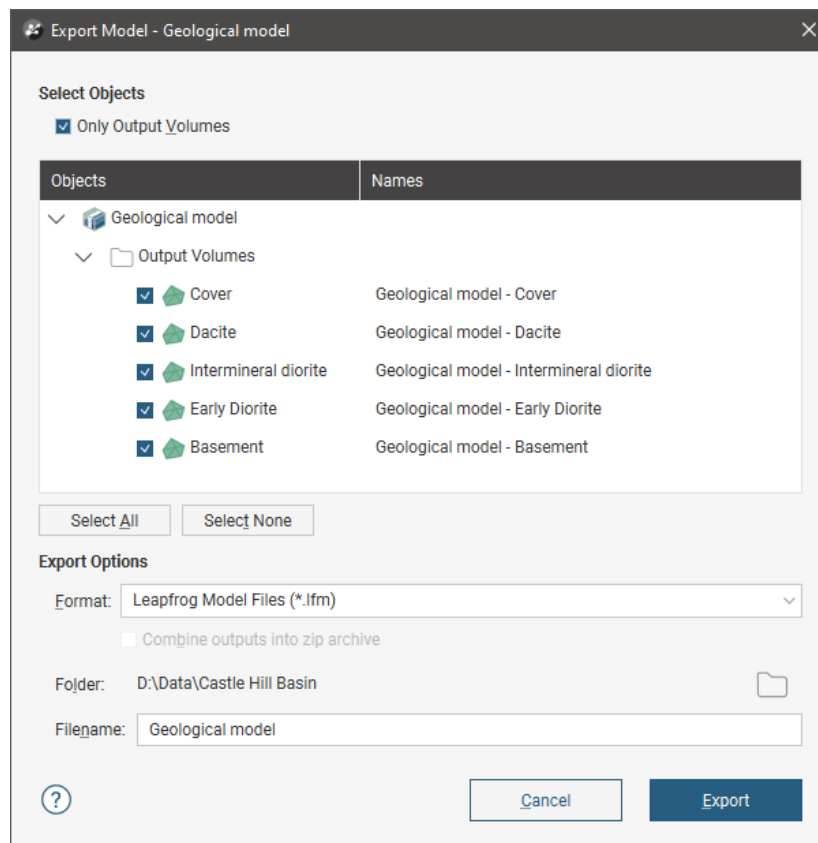 Export Model - Geological model
Select Objects
Only Output Volumes
Objects Names
Geological model
Output Volumes
Cover Geological model - Cover
Dacite Geological model - Dacite
Intermineral diorite Geological model - Intermineral diorite
Early Diorite Geological model - Early Diorite
Basement Geological model - Basement
Select All Select None
Export Options
Format: Leapfrog Model Files (*.lfm)
Combine outputs into zip archive
Folder: D:\Data\Castle Hill Basin
Filename: Geological model
? Cancel Export